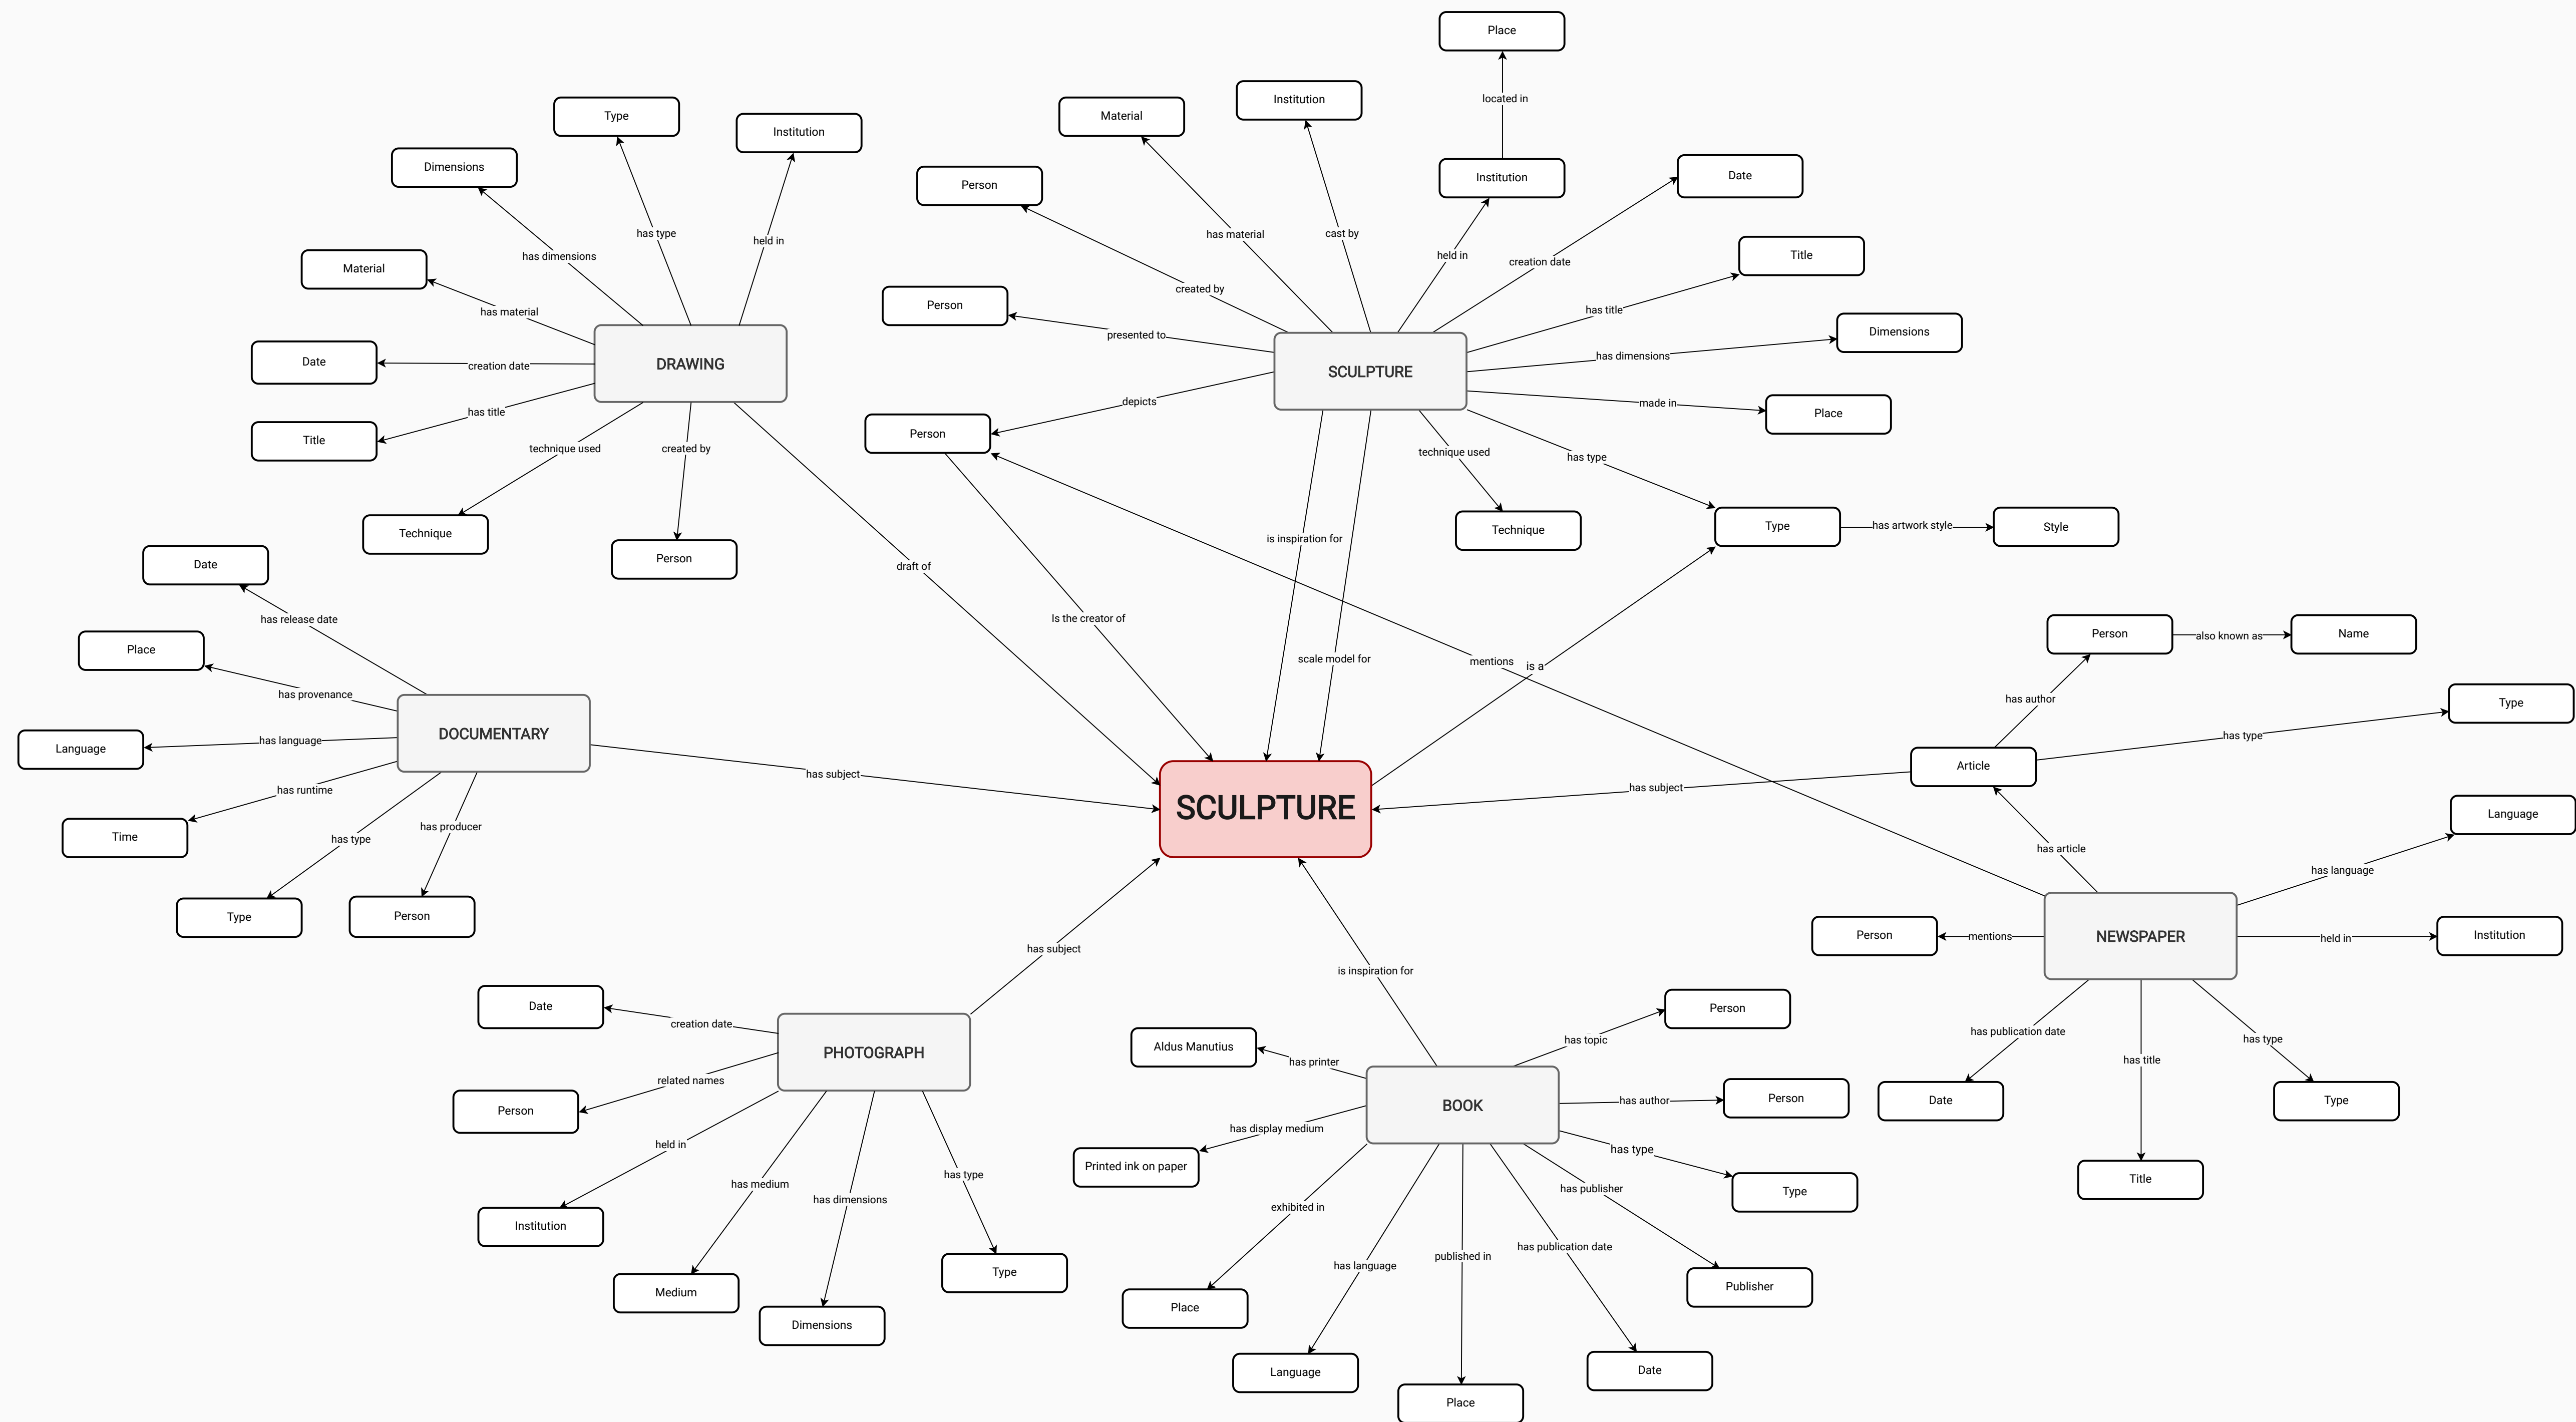 Place
Institution
located in
Material
Type
Institution
Dimensions
Date
Institution
Person
has type
held in
has material
cast by
held in
creation date
Title
has dimensions
Material
created by
Person
has title
has material
presented to
Dimensions
has dimensions
Date
creation date
DRAWING
SCULPTURE
depicts
made in
Place
has title
Title
technique used
created by
Person
technique used
has type
Technique
Person
is inspiration for
Technique
Type
has artwork style
Style
Date
draft of
has release date
Is the creator of
Person
also known as
Name
Place
scale model for
mentions
is a
has provenance
has author
Type
Language
has language
DOCUMENTARY
has type
has subject
Article
has runtime
has subject
SCULPTURE
Time
has type
has producer
has article
Language
has language
Type
Person
Person
mentions
NEWSPAPER
held in
Institution
has subject
is inspiration for
Date
creation date
Person
has topic
has publication date
has type
PHOTOGRAPH
Aldus Manutius
has printer
has title
related names
BOOK
has author
Person
Date
Type
Person
has display medium
held in
has type
Printed ink on paper
has medium
has dimensions
has type
has publisher
Type
Title
exhibited in
Institution
has language
published in
has publication date
Type
Publisher
Medium
Place
Dimensions
Language
Date
Place